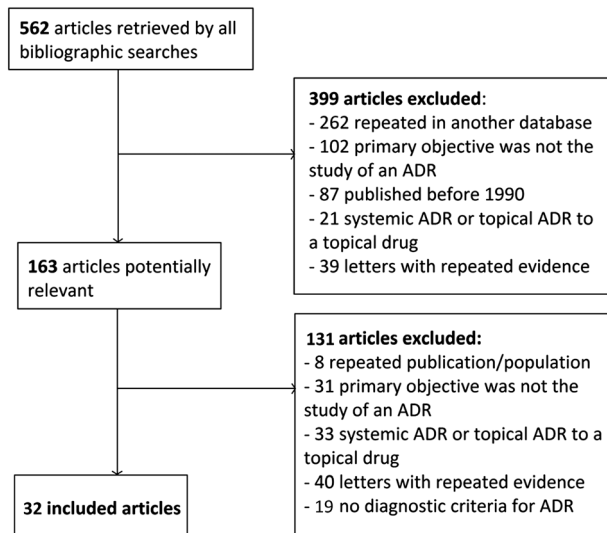 562 articles retrieved by all
bibliographic searches
399 articles excluded:
- 262 repeated in another database
- 102 primary objective was not the
study of an ADR
- 87 published before 1990
- 21 systemic ADR or topical ADR to
a topical drug
- 39 letters with repeated evidence
163 articles potentially
relevant
131 articles excluded:
- 8 repeated publication/population
- 31 primary objective was not the
study of an ADR
- 33 systemic ADR or topical ADR to a
topical drug
- 40 letters with repeated evidence
- 19 no diagnostic criteria for ADR
32 included articles